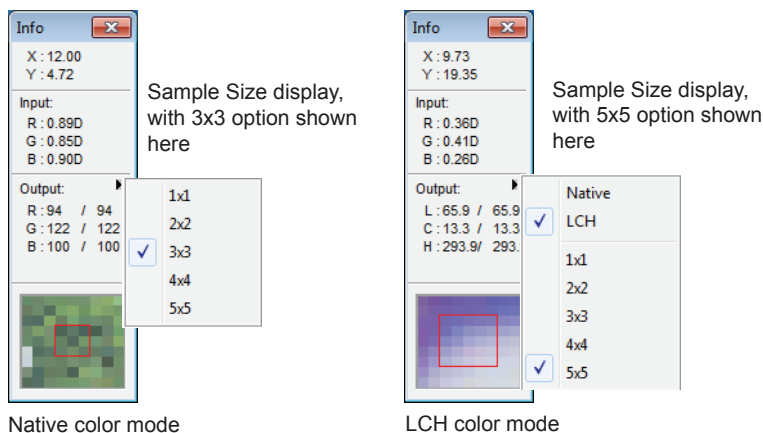 Info
X : 12.00
Y : 4.72
Input:
R : 0.89D
G : 0.85D
B : 0.90D
Output:
R : 94 / 94
G : 122 / 122
B : 100 / 100
1x1
2x2
3x3
4x4
5x5
Sample Size display,
with 3x3 option shown
here
Native color mode
Info
X : 9.73
Y : 19.35
Input:
R : 0.36D
G : 0.41D
B : 0.26D
Output:
L : 65.9 / 65.9
C : 13.3 / 13.3
H : 293.9/ 293.
Native
LCH
1x1
2x2
3x3
4x4
5x5
Sample Size display,
with 5x5 option shown
here
LCH color mode